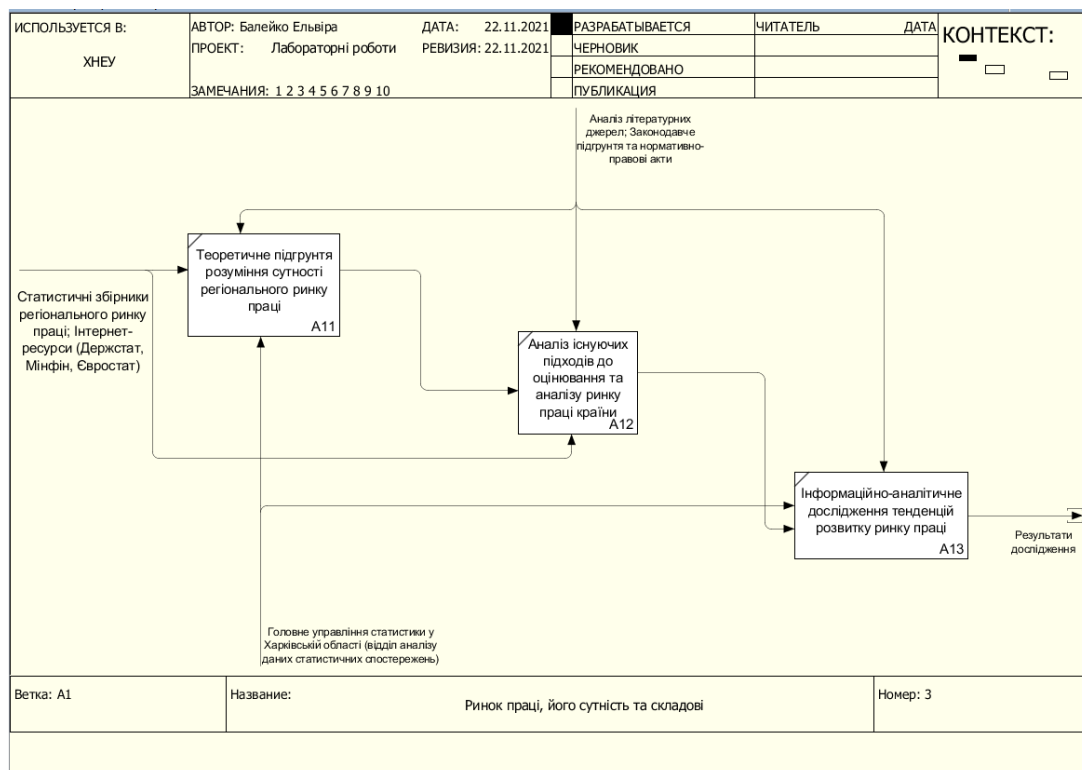 ИСПОЛЬЗУЕТСЯ В:
ХНЕУ
АВТОР: Балейко Ельвіра
ДАТА: 22.11.2021
ПРОЕКТ: Лабораторні роботи
РЕВИЗИЯ: 22.11.2021
ЗАМЕЧАНИЯ: 1 2 3 4 5 6 7 8 9 10
РАЗРАБАТЫВАЕТСЯ
ЧЕРНОВИК
РЕКОМЕНДОВАНО
ПУБЛИКАЦИЯ
ЧИТАТЕЛЬ
ДАТА
КОНТЕКСТ:
Аналіз літературних
джерел; Законодавче
підгрунтя та нормативно-
правові акти
Теоретичне підгрунтя
розуміння сутності
регіонального ринку
праці
A11
Статистичні збірники
регіонального ринку
праці; Інтернет-
ресурси (Держстат,
Мінфін, Євростат)
Аналіз існуючих
підходів до
оцінювання та
аналізу ринку
праці країни
A12
Інформаційно-аналітичне
дослідження тенденцій
розвитку ринку праці
A13
Результати
дослідження
Головне управління статистики у
Харківській області (відділ аналізу
даних статистичних спостережень)
Ветка: A1
Название:
Ринок праці, його сутність та складові
Номер: 3